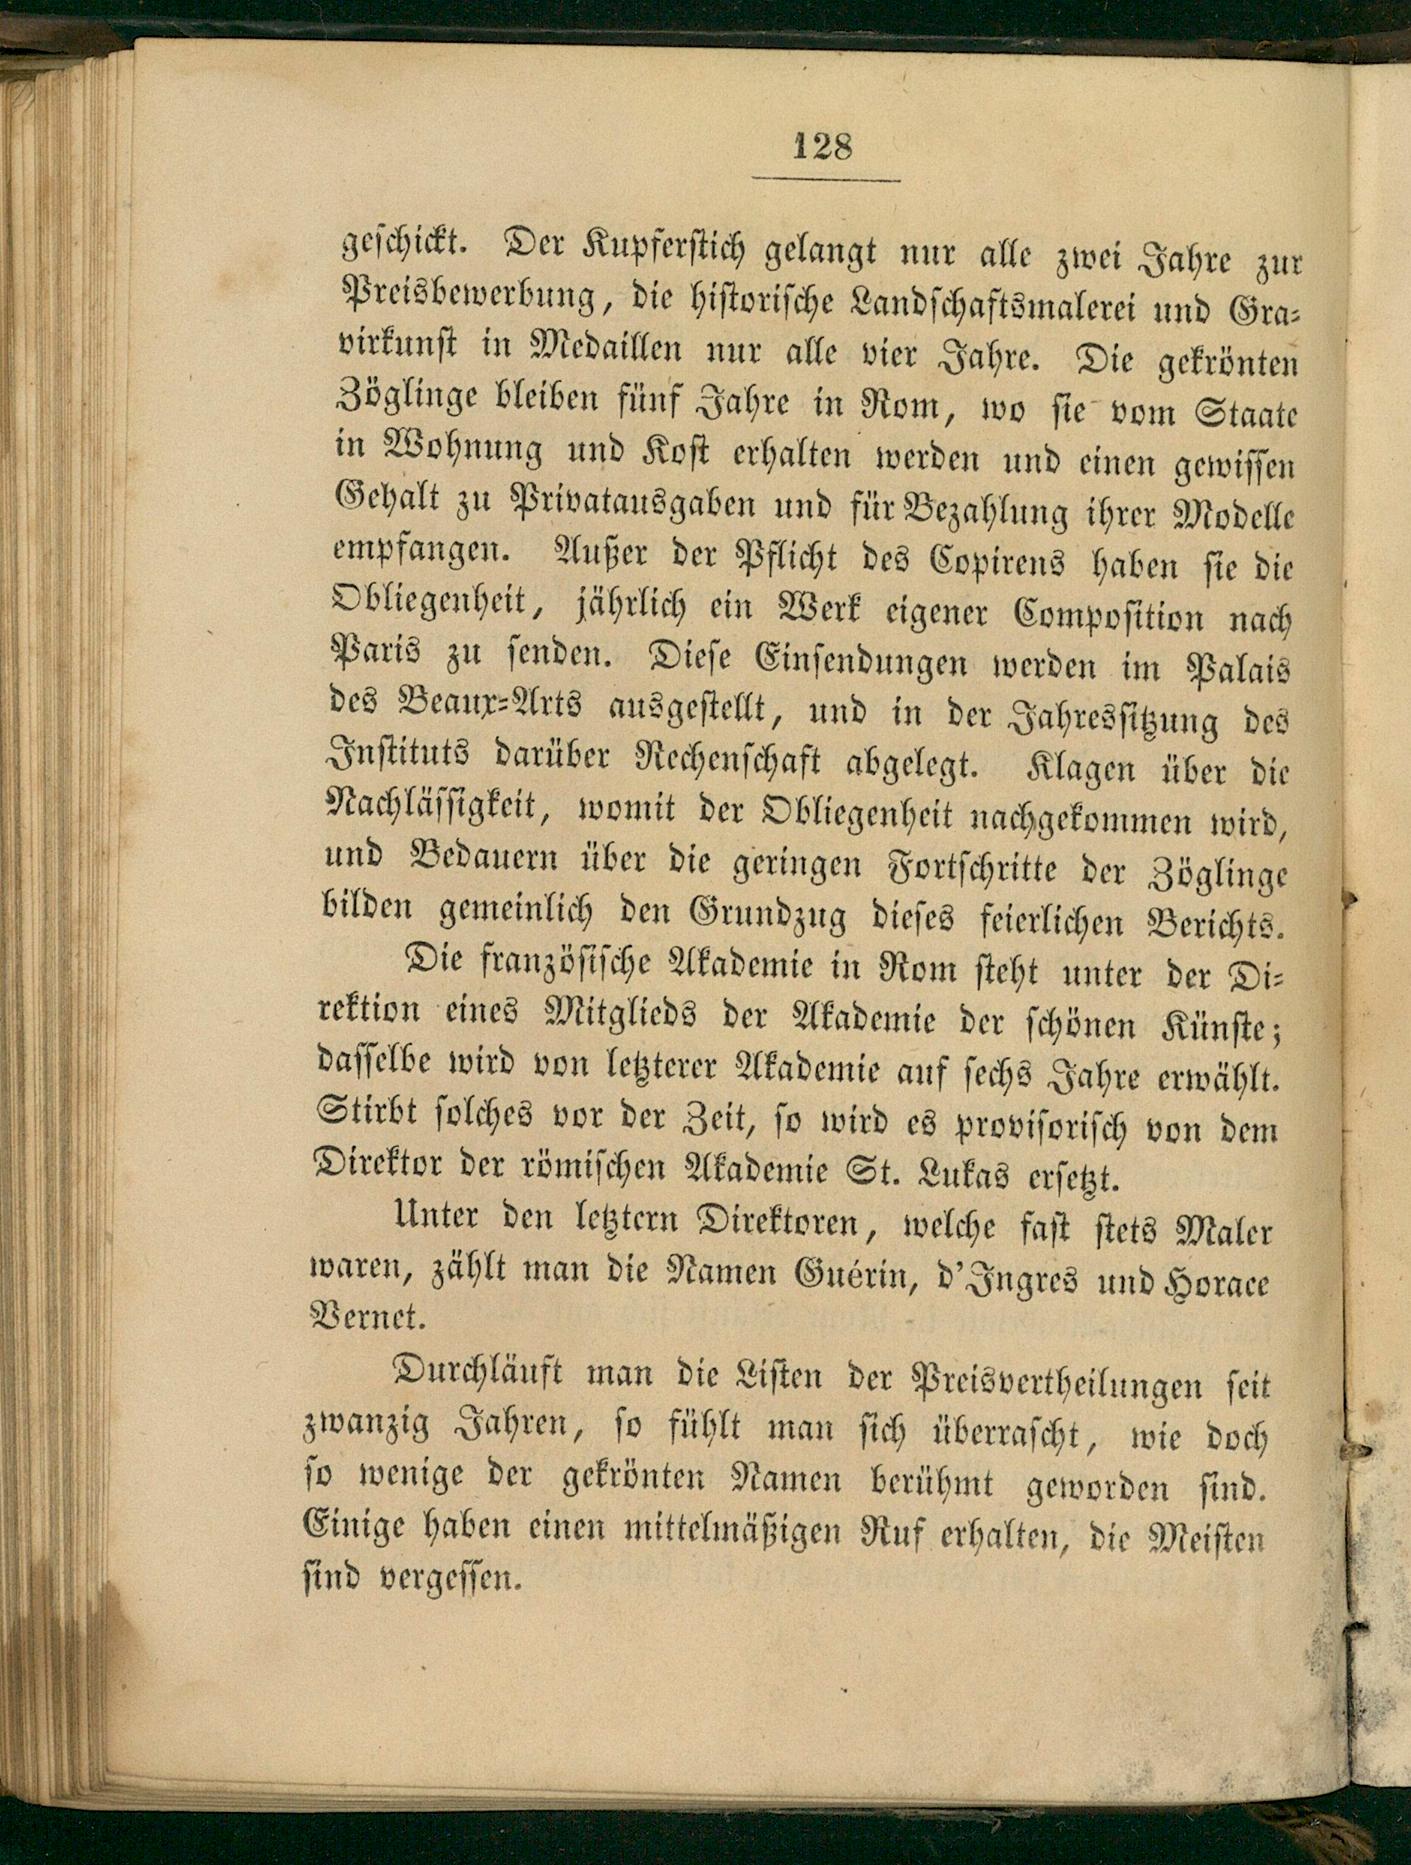 128
geschickt. Der Kupferstich gelangt nur alle zwei Jahre zur
Preisbewerbung, die historische Landschaftsmalerei und Gra-
virkunst in Medaillen nur alle vier Jahre. Die gekrönten
Zöglinge bleiben fünf Jahre in Rom, wo sie vom Staate
in Wohnung und Kost erhalten werden und einen gewissen
Gehalt zu Privatausgaben und für Bezahlung ihrer Modelle
empfangen. Außer der Pflicht des Copirens haben sie die
Obliegenheit, jährlich ein Werk eigener Composition nach
Paris zu senden. Diese Einsendungen werden im Palais
des Beaux-Arts ausgestellt, und in der Jahressitzung des
Instituts darüber Rechenschaft abgelegt. Klagen über die
Nachlässigkeit, womit der Obliegenheit nachgekommen wird,
und Bedauern über die geringen Fortschritte der Zöglinge
bilden gemeinlich den Grundzug dieses feierlichen Berichts.
Die französische Akademie in Rom steht unter der Di-
rektion eines Mitglieds der Akademie der schönen Künste;
dasselbe wird von letzterer Akademie auf sechs Jahre erwählt.
Stirbt solches vor der Zeit, so wird es provisorisch von dem
Direktor der römischen Akademie St. Lukas ersetzt.
Unter den letztern Direktoren, welche fast stets Maler
waren, zählt man die Namen Guérin, d'Ingres und Horace
Vernet.
Durchläuft man die Listen der Preisvertheilungen seit
zwanzig Jahren, so fühlt man sich überrascht, wie doch
so wenige der gekrönten Namen berühmt geworden sind.
Einige haben einen mittelmäßigen Ruf erhalten, die Meisten
sind vergessen.